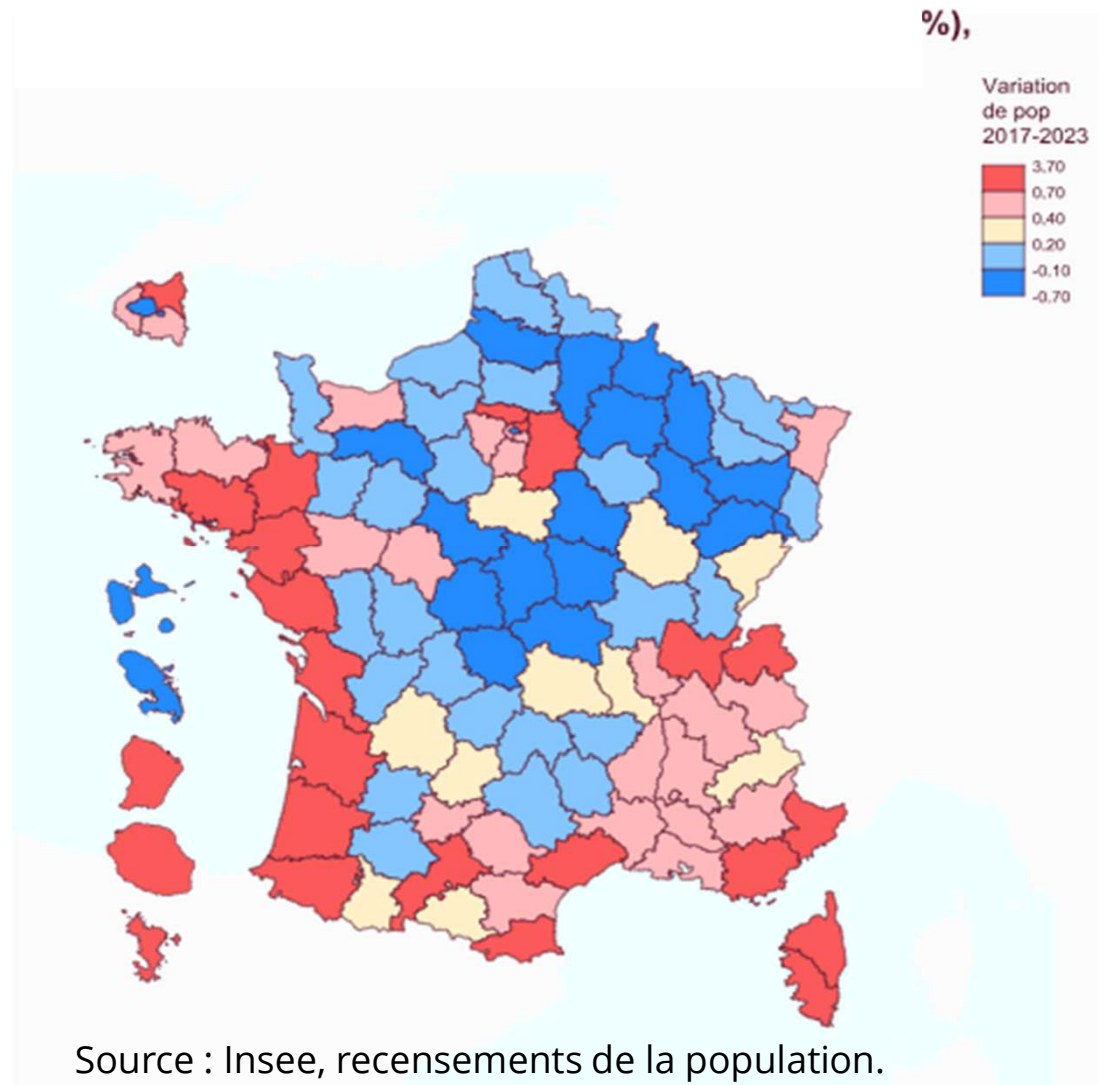 %),
Variation
de pop
2017-2023
3,70
0,70
0,40
0,20
-0,10
-0,70
Source : Insee, recensements de la population.